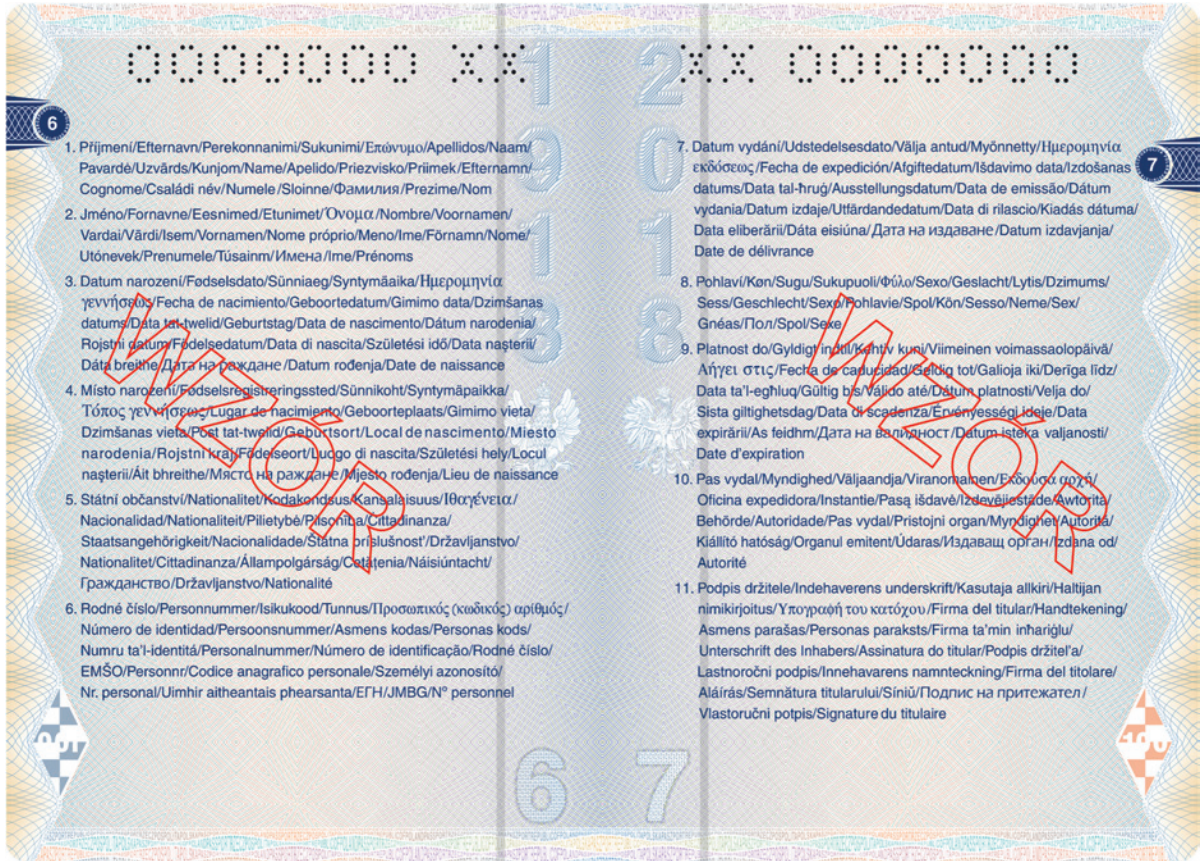 0000000 XX
XX 0000000
1918
2018
6
1. Příjmení/Efternavn/Perekonnanimi/Sukunimi/Επώνυμο/Apellidos/Naam/
Pavardė/Uzvārds/Kunjom/Name/Apelido/Priezvisko/Priimek/Efternamn/
Cognome/Családi név/Numele/Sloinne/Фамилия/Prezime/Nom
2. Jméno/Fornavne/Eesnimed/Etunimet/Όνομα/Nombre/Voornamen/
Vardai/Vārdi/Isem/Vornamen/Nome próprio/Meno/Ime/Förnamn/Nome/
Utónevek/Prenumele/Túsainm/Имена/Ime/Prénoms
3. Datum narození/Fødselsdato/Sünniaeg/Syntymäaika/Ημερομηνία
γεννήσεως/Fecha de nacimiento/Geboortedatum/Gimimo data/Dzimšanas
datums/Data tat-twelid/Geburtstag/Data de nascimento/Dátum narodenia/
Rojstni datum/Födelsedatum/Data di nascita/Születési idő/Data nașterii/
Dáta breithe/Дата на раждане/Datum rođenja/Date de naissance
4. Místo narození/Fødselsregistreringssted/Sünnikoht/Syntymäpaikka/
Τόπος γεννήσεως/Lugar de nacimiento/Geboorteplaats/Gimimo vieta/
Dzimšanas vieta/Post tat-twelid/Geburtsort/Local de nascimento/Miesto
narodenia/Rojstni kraj/Födelseort/Luogo di nascita/Születési hely/Locul
nașterii/Áit bhreithe/Място на раждане/Mjesto rođenja/Lieu de naissance
5. Státní občanství/Nationalitet/Kodakondsus/Kansalaisuus/Ιθαγένεια/
Nacionalidad/Nationaliteit/Pilietybė/Pilsonība/Cittadinanza/
Staatsangehörigkeit/Nacionalidade/Štátna príslušnosť/Državljanstvo/
Nationalitet/Cittadinanza/Állampolgárság/Cetățenia/Náisiúntacht/
Гражданство/Državljanstvo/Nationalité
6. Rodné číslo/Personnummer/Isikukood/Tunnus/Προσωπικός (κωδικός) αριθμός/
Número de identidad/Persoonsnummer/Asmens kodas/Personas kods/
Numru ta'l-identitá/Personalnummer/Número de identificação/Rodné číslo/
EMŠO/Personnr/Codice anagrafico personale/Személyi azonosító/
Nr. personal/Uimhir aitheantais phearsanta/ЕГН/JMBG/N° personnel
WZÓR
6
7
7. Datum vydání/Udstedelsesdato/Välja antud/Myönnetty/Ημερομηνία
εκδόσεως/Fecha de expedición/Afgiftedatum/Išdavimo data/Izdošanas
datums/Data tal-ħruġ/Ausstellungsdatum/Data de emissão/Dátum
vydania/Datum izdaje/Utfärdandedatum/Data di rilascio/Kiadás dátuma/
Data eliberării/Dáta eisiúna/Дата на издаване/Datum izdavjanja/
Date de délivrance
8. Pohlaví/Køn/Sugu/Sukupuoli/Φύλο/Sexo/Geslacht/Lytis/Dzimums/
Sess/Geschlecht/Sexo/Pohlavie/Spol/Kön/Sesso/Neme/Sex/
Gnéas/Пол/Spol/Sexe
9. Platnost do/Gyldigt indtil/Kehtiv kuni/Viimeinen voimassaolopäivä/
Λήγει στις/Fecha de caducidad/Geldig tot/Galioja iki/Derīga līdz/
Data ta'l-egħluq/Gültig bis/Válido até/Dátum platnosti/Velja do/
Sista giltighetsdag/Data di scadenza/Érvényességi ideje/Data
expirării/As feidhm/Дата на валидност/Datum isteka valjanosti/
Date d'expiration
10. Pas vydal/Myndighed/Väljaandja/Viranomainen/Εκδούσα αρχή/
Oficina expedidora/Instantie/Pasą išdavė/Izdevējiestāde/Awtorità/
Behörde/Autoridade/Pas vydal/Pristojni organ/Myndighet/Autorità/
Kiállító hatóság/Organul emitent/Údaras/Издаващ орган/Izdana od/
Autorité
11. Podpis držitele/Indehaverens underskrift/Kasutaja allkiri/Haltijan
nimikirjoitus/Υπογραφή του κατόχου/Firma del titular/Handtekening/
Asmens parašas/Personas paraksts/Firma ta'min inħariġlu/
Unterschrift des Inhabers/Assinatura do titular/Podpis držiteľa/
Lastnoročni podpis/Innehavarens namnteckning/Firma del titolare/
Aláírás/Semnătura titularului/Síniú/Подпис на притежател/
Vlastoručni potpis/Signature du titulaire
WZÓR
7